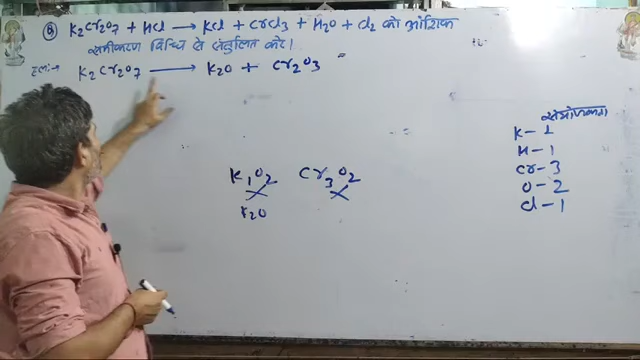 K2Cr2O7 + HCl ⟶ KCl + CrCl3 + H2O + Cl2 को आंशिक
समीकरण विधि से संतुलित करें।
हलः→ K2Cr2O7 ⟶ K2O + Cr2O3
संयोजकता
K - 1
H - 1
Cr - 3
O - 2
Cl - 1
K1O2 Cr3O2
K2O